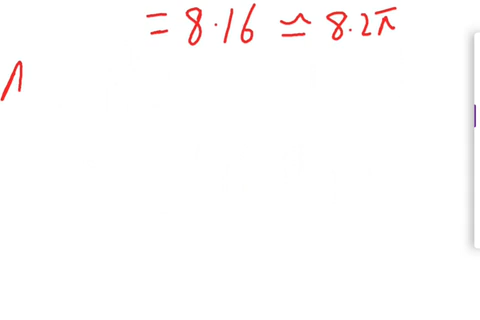 = 8.16 ≃ 8.2π